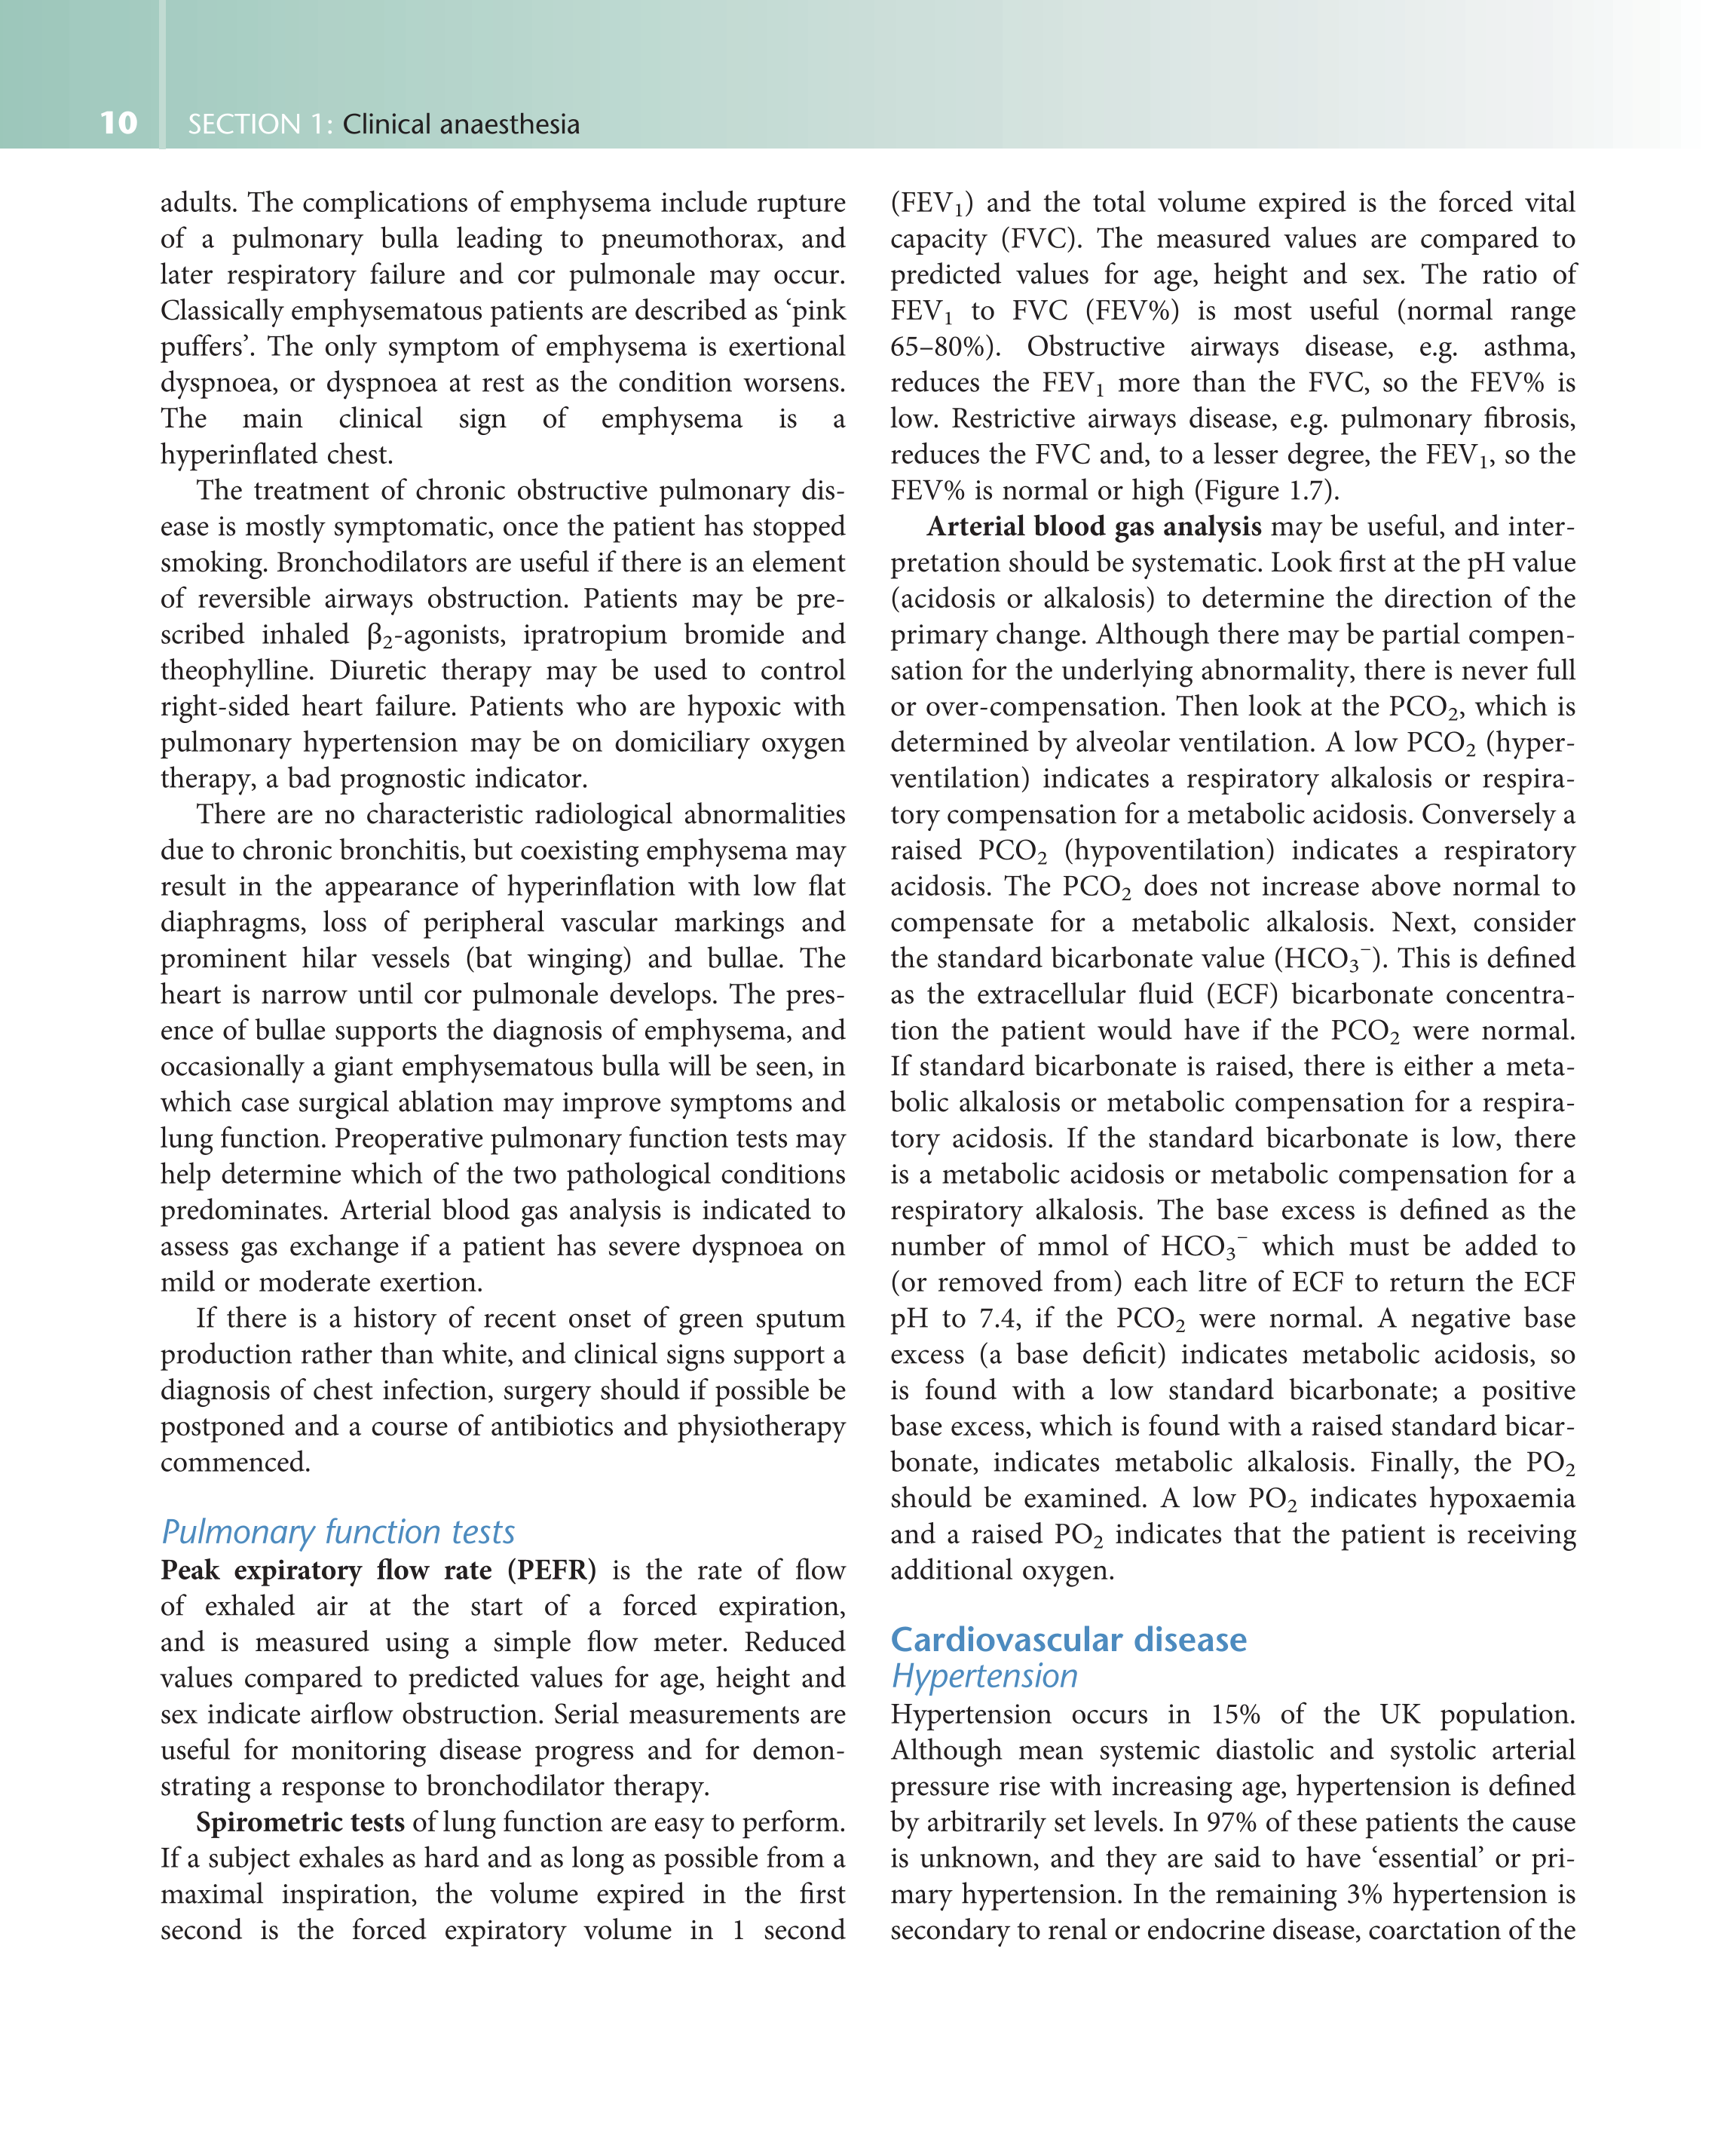 10 SECTION 1: Clinical anaesthesia
adults. The complications of emphysema include rupture
of a pulmonary bulla leading to pneumothorax, and
later respiratory failure and cor pulmonale may occur.
Classically emphysematous patients are described as ‘pink
puffers’. The only symptom of emphysema is exertional
dyspnoea, or dyspnoea at rest as the condition worsens.
The main clinical sign of emphysema is a
hyperinflated chest.
The treatment of chronic obstructive pulmonary dis-
ease is mostly symptomatic, once the patient has stopped
smoking. Bronchodilators are useful if there is an element
of reversible airways obstruction. Patients may be pre-
scribed inhaled β₂-agonists, ipratropium bromide and
theophylline. Diuretic therapy may be used to control
right-sided heart failure. Patients who are hypoxic with
pulmonary hypertension may be on domiciliary oxygen
therapy, a bad prognostic indicator.
There are no characteristic radiological abnormalities
due to chronic bronchitis, but coexisting emphysema may
result in the appearance of hyperinflation with low flat
diaphragms, loss of peripheral vascular markings and
prominent hilar vessels (bat winging) and bullae. The
heart is narrow until cor pulmonale develops. The pres-
ence of bullae supports the diagnosis of emphysema, and
occasionally a giant emphysematous bulla will be seen, in
which case surgical ablation may improve symptoms and
lung function. Preoperative pulmonary function tests may
help determine which of the two pathological conditions
predominates. Arterial blood gas analysis is indicated to
assess gas exchange if a patient has severe dyspnoea on
mild or moderate exertion.
If there is a history of recent onset of green sputum
production rather than white, and clinical signs support a
diagnosis of chest infection, surgery should if possible be
postponed and a course of antibiotics and physiotherapy
commenced.
Pulmonary function tests
Peak expiratory flow rate (PEFR) is the rate of flow
of exhaled air at the start of a forced expiration,
and is measured using a simple flow meter. Reduced
values compared to predicted values for age, height and
sex indicate airflow obstruction. Serial measurements are
useful for monitoring disease progress and for demon-
strating a response to bronchodilator therapy.
Spirometric tests of lung function are easy to perform.
If a subject exhales as hard and as long as possible from a
maximal inspiration, the volume expired in the first
second is the forced expiratory volume in 1 second
(FEV₁) and the total volume expired is the forced vital
capacity (FVC). The measured values are compared to
predicted values for age, height and sex. The ratio of
FEV₁ to FVC (FEV%) is most useful (normal range
65–80%). Obstructive airways disease, e.g. asthma,
reduces the FEV₁ more than the FVC, so the FEV% is
low. Restrictive airways disease, e.g. pulmonary fibrosis,
reduces the FVC and, to a lesser degree, the FEV₁, so the
FEV% is normal or high (Figure 1.7).
Arterial blood gas analysis may be useful, and inter-
pretation should be systematic. Look first at the pH value
(acidosis or alkalosis) to determine the direction of the
primary change. Although there may be partial compen-
sation for the underlying abnormality, there is never full
or over-compensation. Then look at the PCO₂, which is
determined by alveolar ventilation. A low PCO₂ (hyper-
ventilation) indicates a respiratory alkalosis or respira-
tory compensation for a metabolic acidosis. Conversely a
raised PCO₂ (hypoventilation) indicates a respiratory
acidosis. The PCO₂ does not increase above normal to
compensate for a metabolic alkalosis. Next, consider
the standard bicarbonate value (HCO₃⁻). This is defined
as the extracellular fluid (ECF) bicarbonate concentra-
tion the patient would have if the PCO₂ were normal.
If standard bicarbonate is raised, there is either a meta-
bolic alkalosis or metabolic compensation for a respira-
tory acidosis. If the standard bicarbonate is low, there
is a metabolic acidosis or metabolic compensation for a
respiratory alkalosis. The base excess is defined as the
number of mmol of HCO₃⁻ which must be added to
(or removed from) each litre of ECF to return the ECF
pH to 7.4, if the PCO₂ were normal. A negative base
excess (a base deficit) indicates metabolic acidosis, so
is found with a low standard bicarbonate; a positive
base excess, which is found with a raised standard bicar-
bonate, indicates metabolic alkalosis. Finally, the PO₂
should be examined. A low PO₂ indicates hypoxaemia
and a raised PO₂ indicates that the patient is receiving
additional oxygen.
Cardiovascular disease
Hypertension
Hypertension occurs in 15% of the UK population.
Although mean systemic diastolic and systolic arterial
pressure rise with increasing age, hypertension is defined
by arbitrarily set levels. In 97% of these patients the cause
is unknown, and they are said to have ‘essential’ or pri-
mary hypertension. In the remaining 3% hypertension is
secondary to renal or endocrine disease, coarctation of the